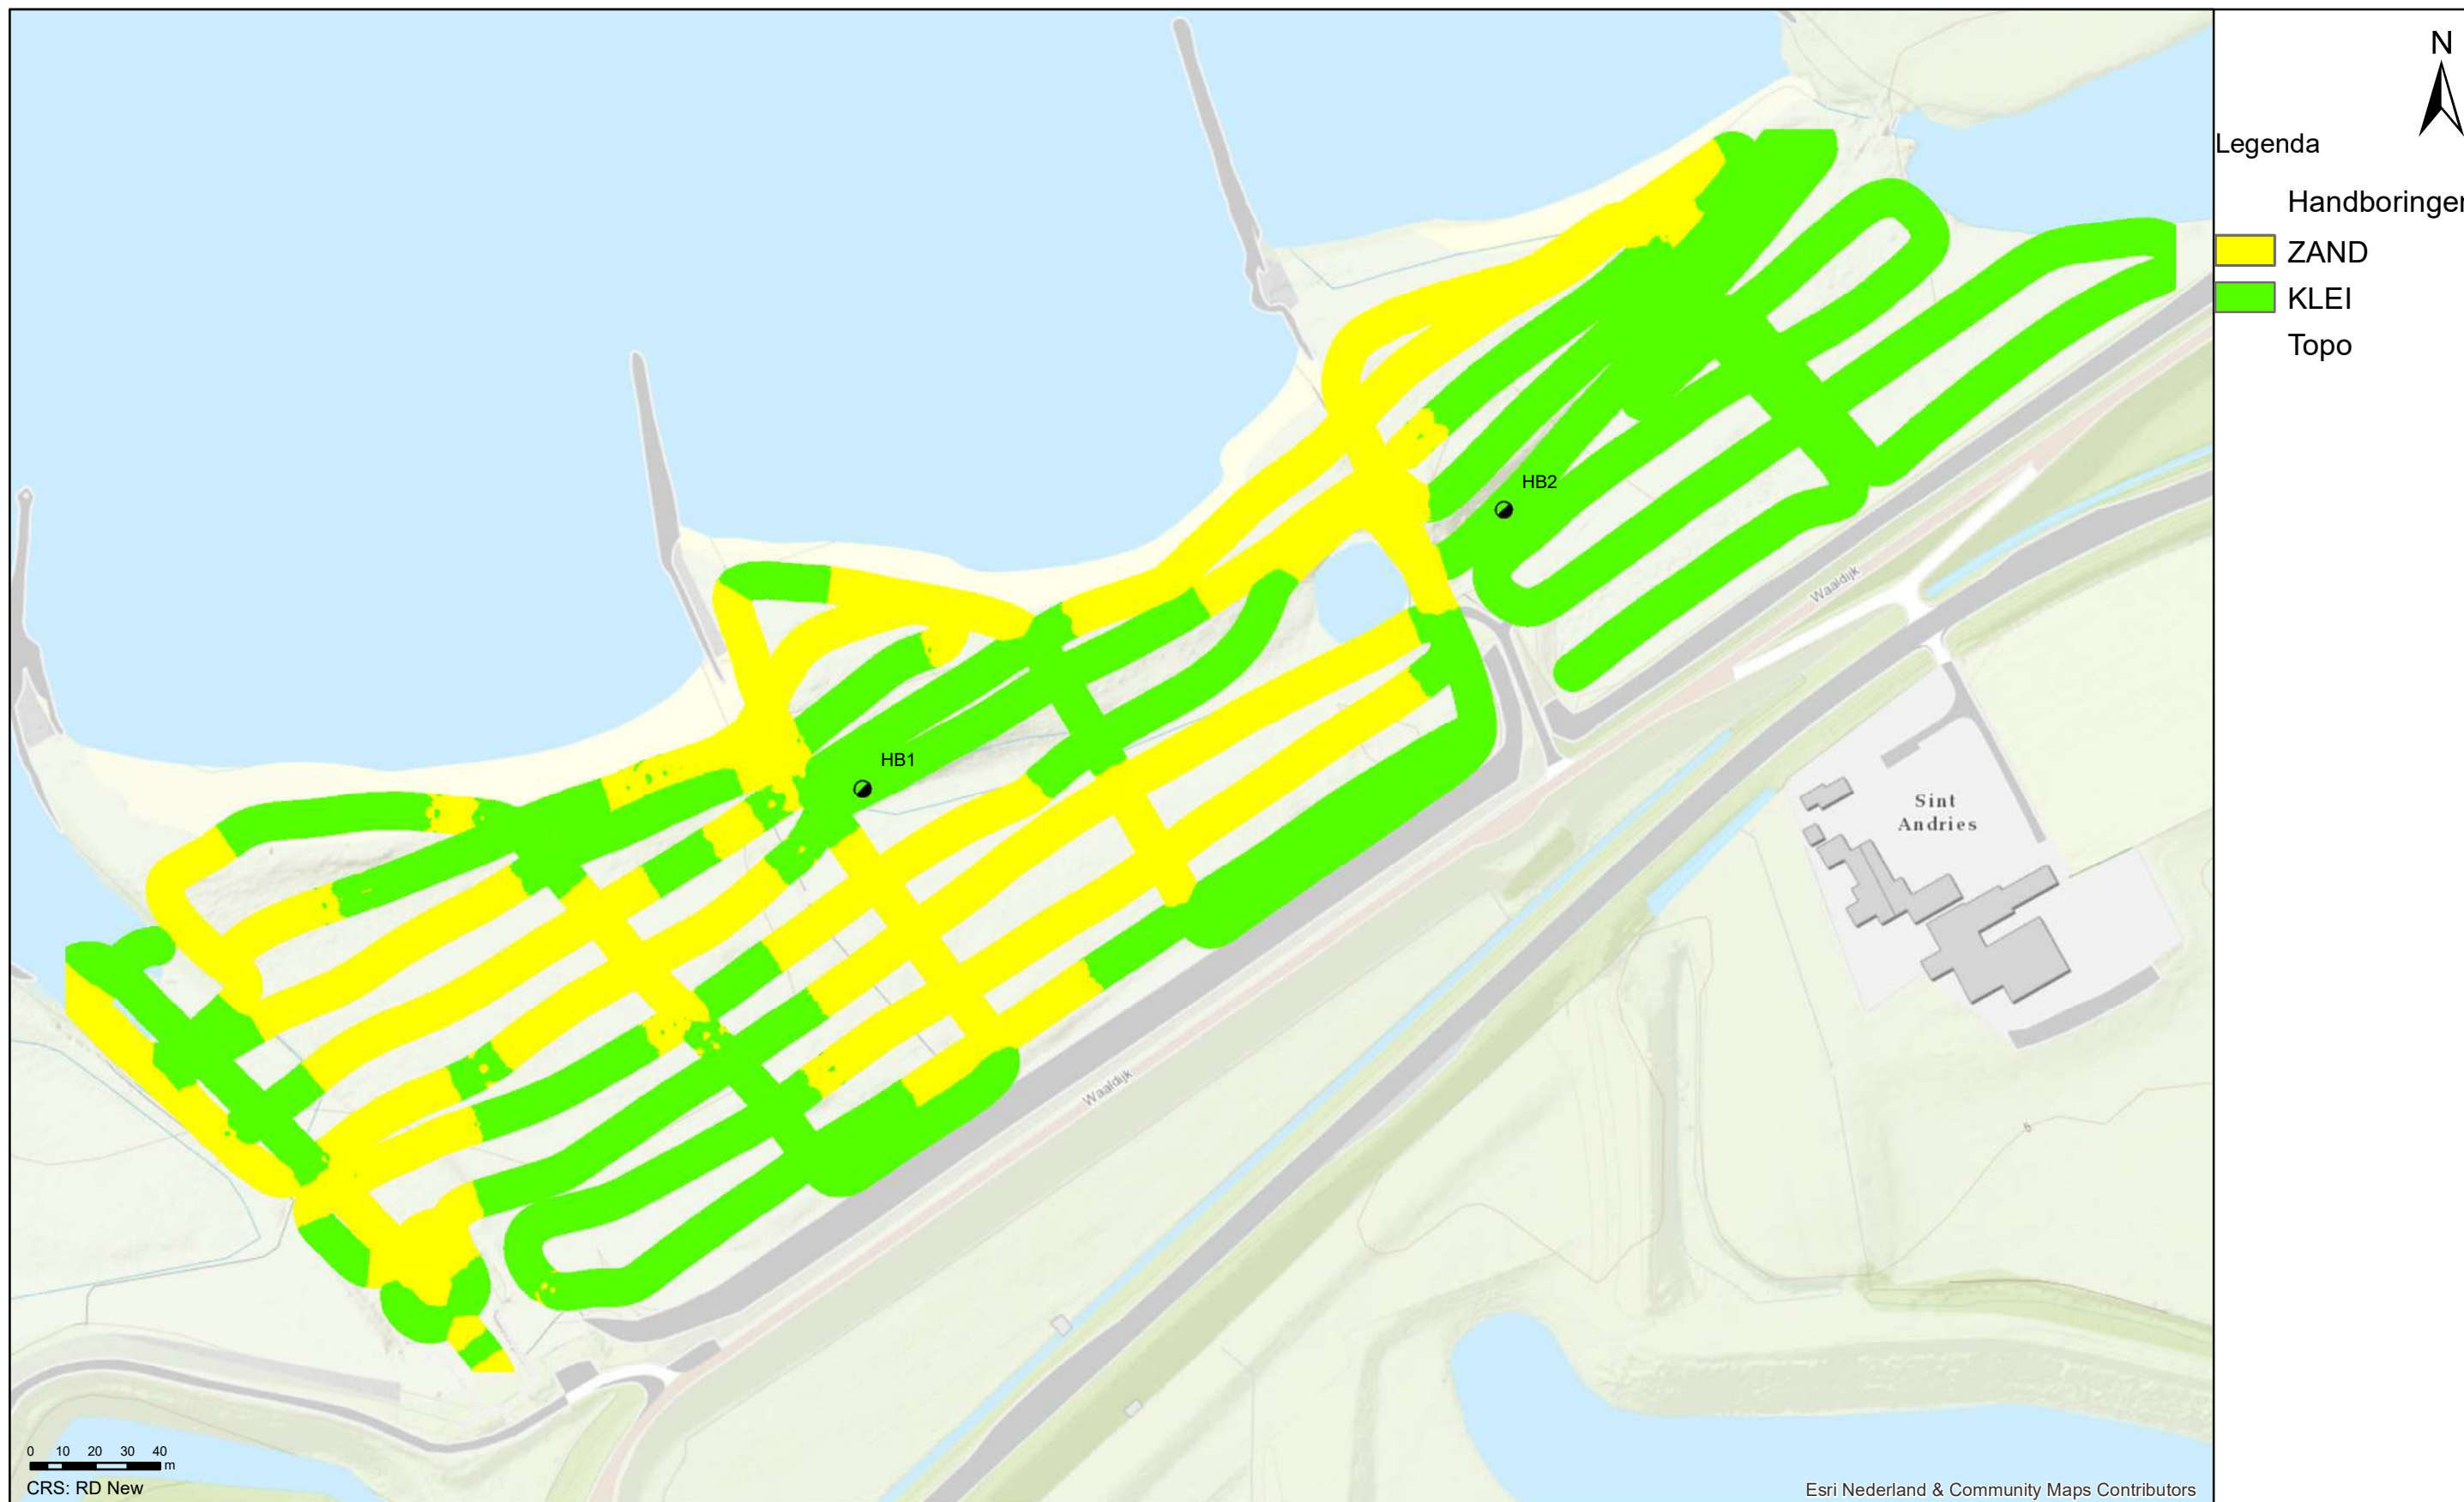 N
Legenda
Handboringen
ZAND
KLEI
Topo
HB2
Waaldijk
HB1
Sint
Andries
Waaldijk
6
0 10 20 30 40
m
CRS: RD New
Esri Nederland & Community Maps Contributors